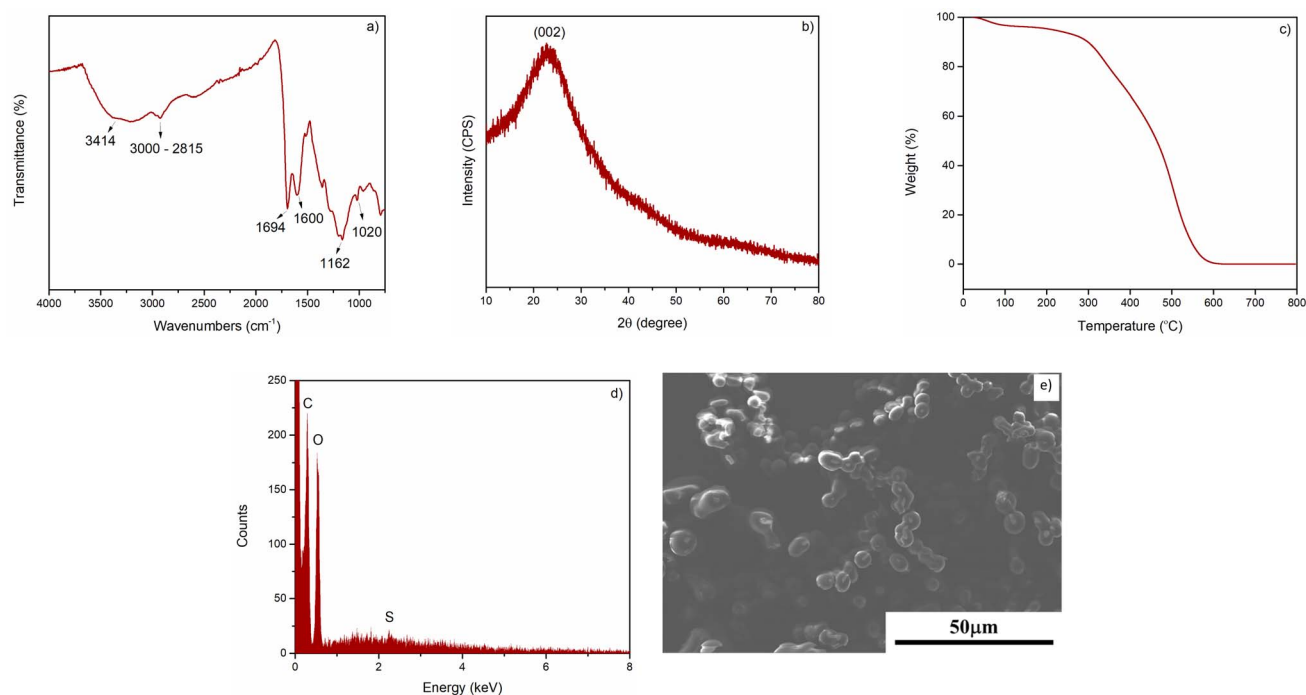 a)
Transmittance (%)
3414
3000 - 2815
1694
1600
1162
1020
4000 3500 3000 2500 2000 1500 1000
Wavenumbers (cm⁻¹)
b)
(002)
Intensity (CPS)
10 20 30 40 50 60 70 80
2θ (degree)
c)
Weight (%)
100
80
60
40
20
0
0 100 200 300 400 500 600 700 800
Temperature (°C)
d)
Counts
250
200
150
100
50
0
C
O
S
0 2 4 6 8
Energy (keV)
e)
50µm